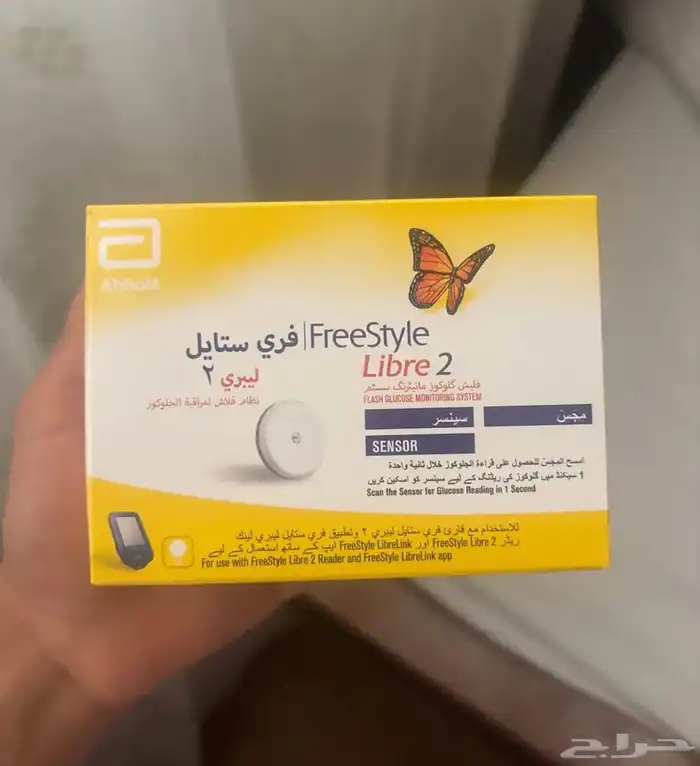 Abbott
فري ستايل | FreeStyle
ليبري ٢ Libre 2
نظام فلاش لمراقبة الجلوكوز
فلیش گلوکوز مانیٹرنگ سسٹم
FLASH GLUCOSE MONITORING SYSTEM
مجسّ
سینسر
SENSOR
امسح المجسّ للحصول على قراءة الجلوكوز خلال ثانية واحدة
1 سیکنڈ میں گلوکوز کی ریڈنگ کے لیے سینسر کو اسکین کریں
Scan the Sensor for Glucose Reading in 1 Second
للاستخدام مع قارئ فري ستايل ليبري ٢ وتطبيق فري ستايل ليبري لينك
ریڈر FreeStyle Libre 2 اور FreeStyle LibreLink ایپ کے ساتھ استعمال کے لیے
For use with FreeStyle Libre 2 Reader and FreeStyle LibreLink app
حراج